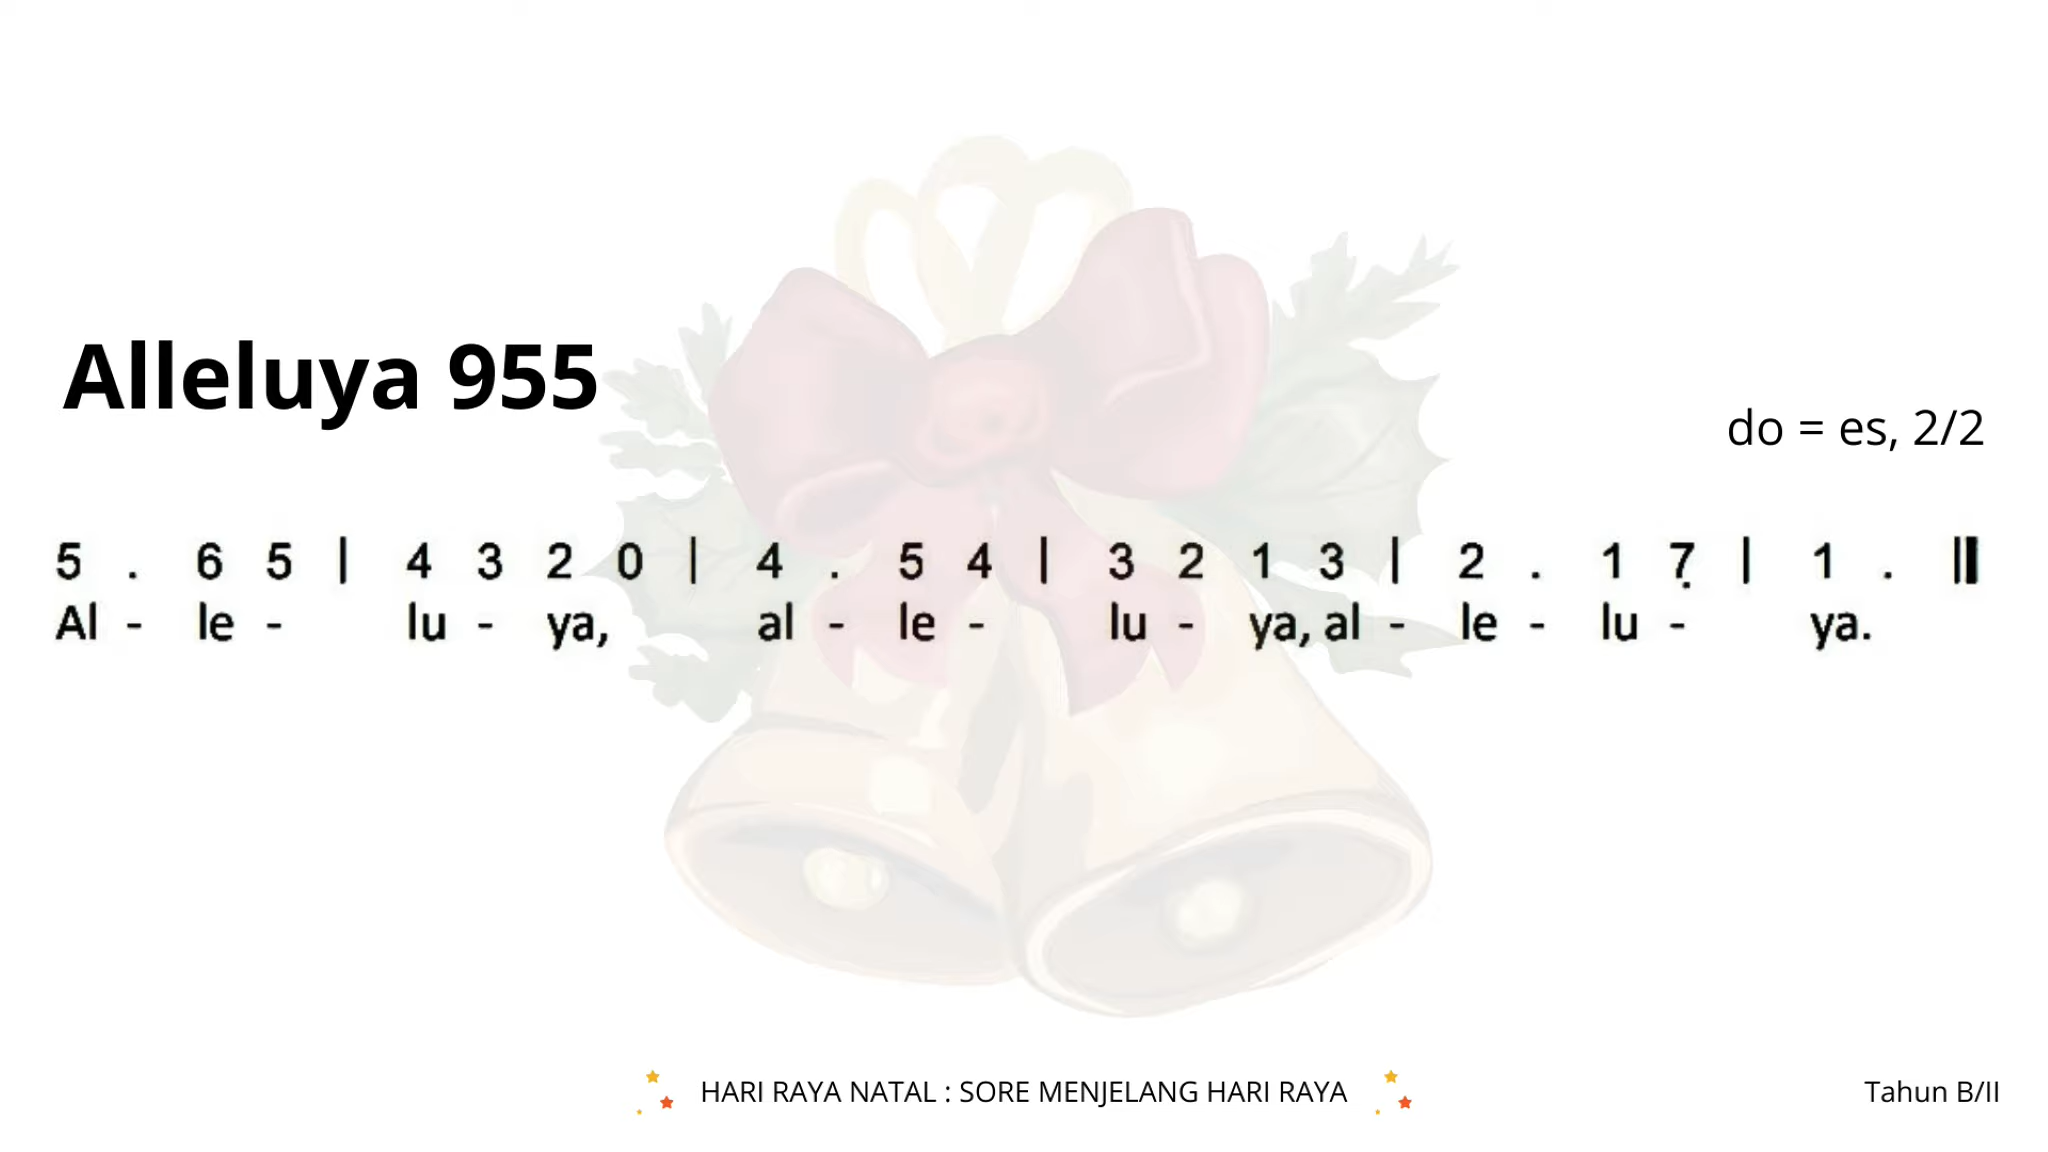 Alleluya 955
do = es, 2/2
5 . 6 5 | 4 3 2 0 | 4 . 5 4 | 3 2 1 3 | 2 . 1 7̣ | 1 . ||
Al - le - lu - ya, al - le - lu - ya, al - le - lu - ya.
HARI RAYA NATAL : SORE MENJELANG HARI RAYA
Tahun B/II